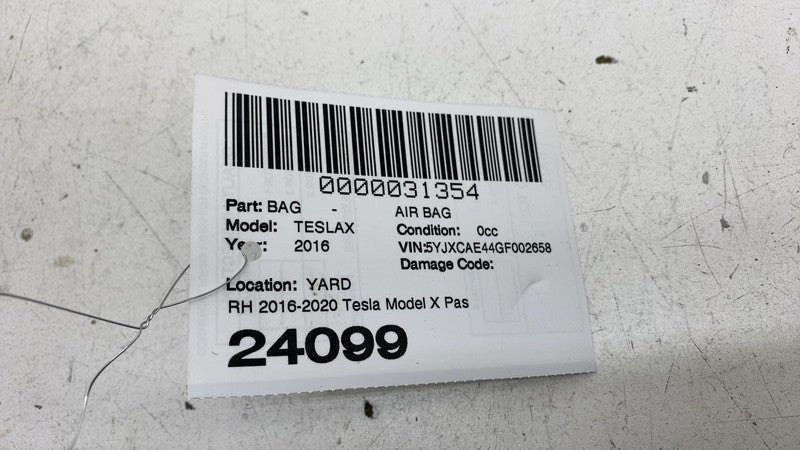 0000031354
Part: BAG - AIR BAG
Model: TESLAX Condition: 0cc
Year: 2016 VIN:5YJXCAE44GF002658
Damage Code:
Location: YARD
RH 2016-2020 Tesla Model X Pas
24099